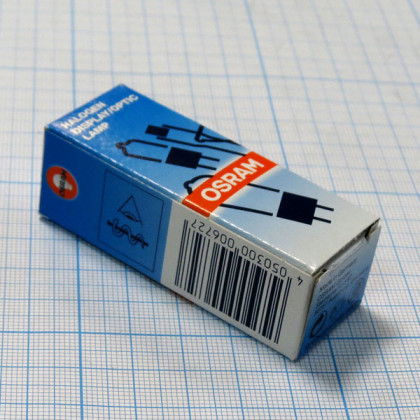 HALOGEN
DISPLAY/OPTIC
LAMP
OSRAM
4 050300 006727